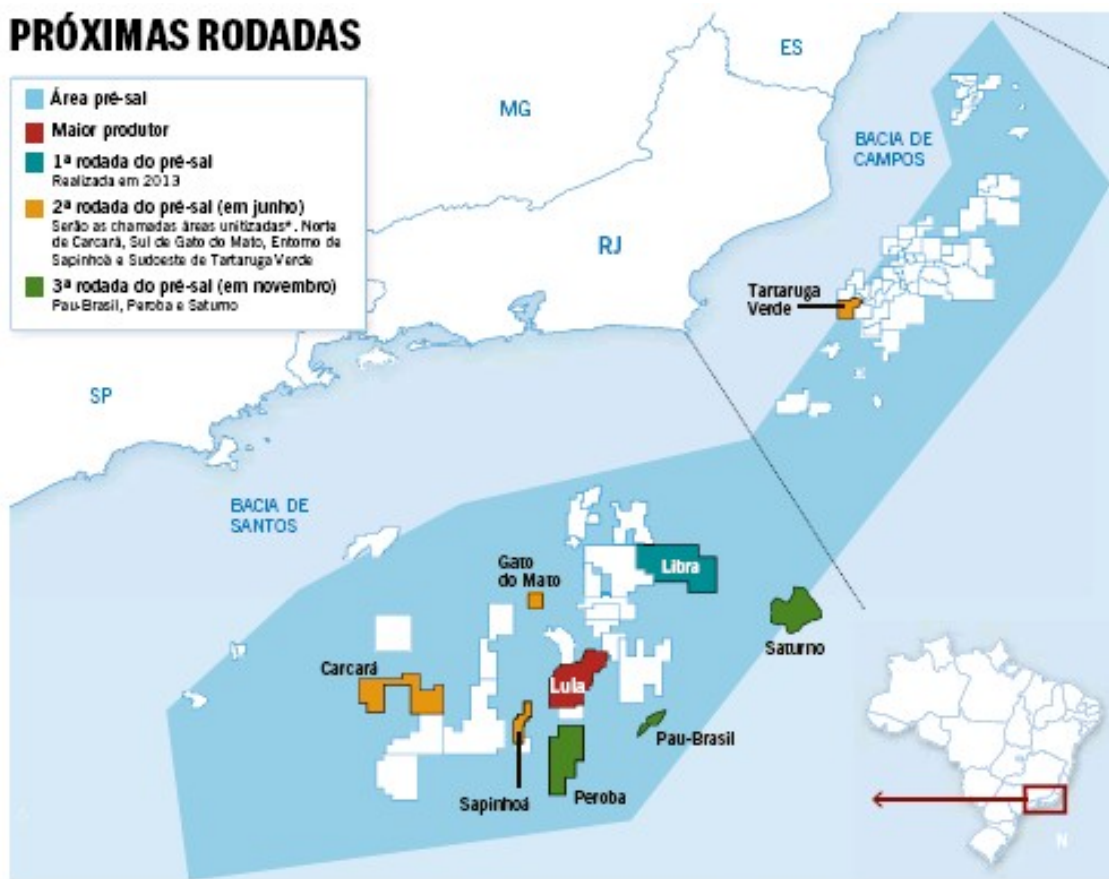 PRÓXIMAS RODADAS
Área pré-sal
Maior produtor
1ª rodada do pré-sal
Realizada em 2013
2ª rodada do pré-sal (em junho)
Serão as chamadas áreas unitizadas*. Norte
de Carcará, Sul de Gato do Mato, Entorno de
Sapinhoá e Sudoeste de Tartaruga Verde
3ª rodada do pré-sal (em novembro)
Pau-Brasil, Peroba e Saturno
ES
MG
BACIA DE
CAMPOS
RJ
Tartaruga
Verde
SP
BACIA DE
SANTOS
Gato
do Mato
Libra
Saturno
Carcará
Lula
Pau-Brasil
Sapinhoá
Peroba
N